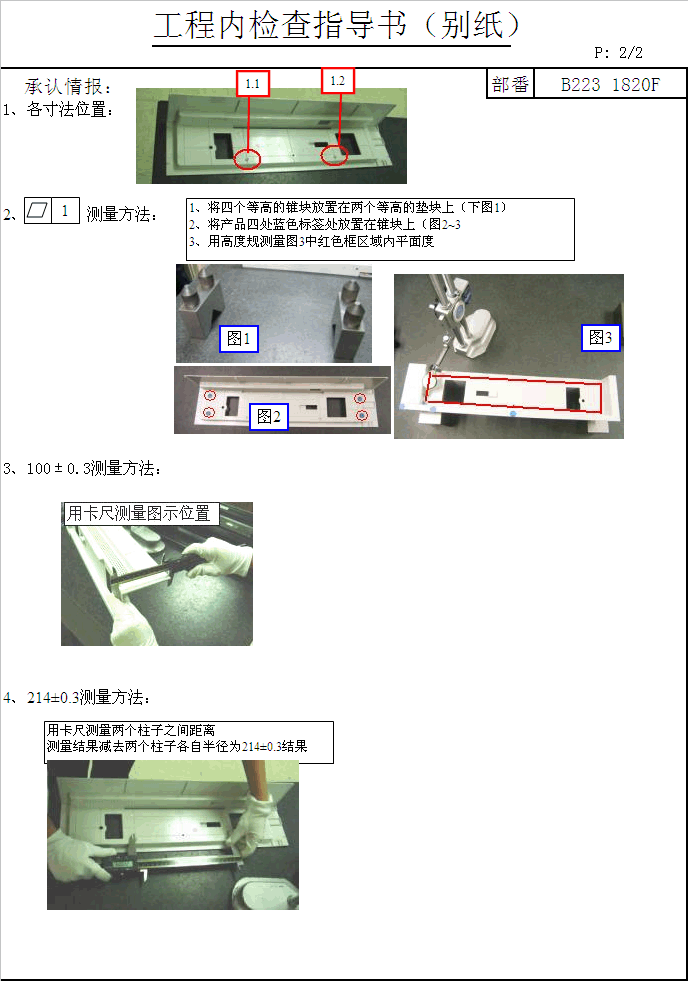 工程内检查指导书（别纸）
P: 2/2
承认情报：
部番
B223 1820F
1、各寸法位置：
1.1
1.2
2、
1
测量方法：
1、将四个等高的锥块放置在两个等高的垫块上（下图1）
2、将产品四处蓝色标签处放置在锥块上（图2~3
3、用高度规测量图3中红色框区域内平面度
图1
图2
图3
3、100±0.3测量方法：
用卡尺测量图示位置
4、214±0.3测量方法：
用卡尺测量两个柱子之间距离
测量结果减去两个柱子各自半径为214±0.3结果